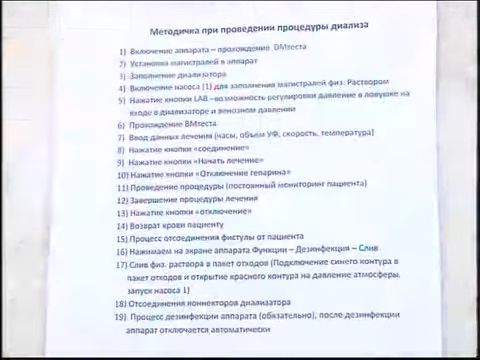 Методичка при проведении процедуры диализа
1) Включение аппарата – прохождение DMтеста
2) Установка магистралей в аппарат
3) Заполнение диализатора
4) Включение насоса (1) для заполнения магистралей физ. Раствором
5) Нажатие кнопки LAB –возможность регулировки давление в ловушке на
входе в диализаторе и венозном давлении
6) Прохождение ВМтеста
7) Ввод данных лечения (часы, объем УФ, скорость, температура)
8) Нажатие кнопки «соединение»
9) Нажатие кнопки «Начать лечение»
10) Нажатие кнопки «Отключение гепарина»
11) Проведение процедуры (постоянный мониторинг пациента)
12) Завершение процедуры лечения
13) Нажатие кнопки «отключение»
14) Возврат крови пациенту
15) Процесс отсоединения фистулы от пациента
16) Нажимаем на экране аппарата Функции – Дезинфекция – Слив
17) Слив физ. раствора в пакет отходов (Подключение синего контура в
пакет отходов и открытие красного контура на давление атмосферы,
запуск насоса 1)
18) Отсоединения коннекторов диализатора
19) Процесс дезинфекции аппарата (обязательно), после дезинфекции
аппарат отключается автоматически